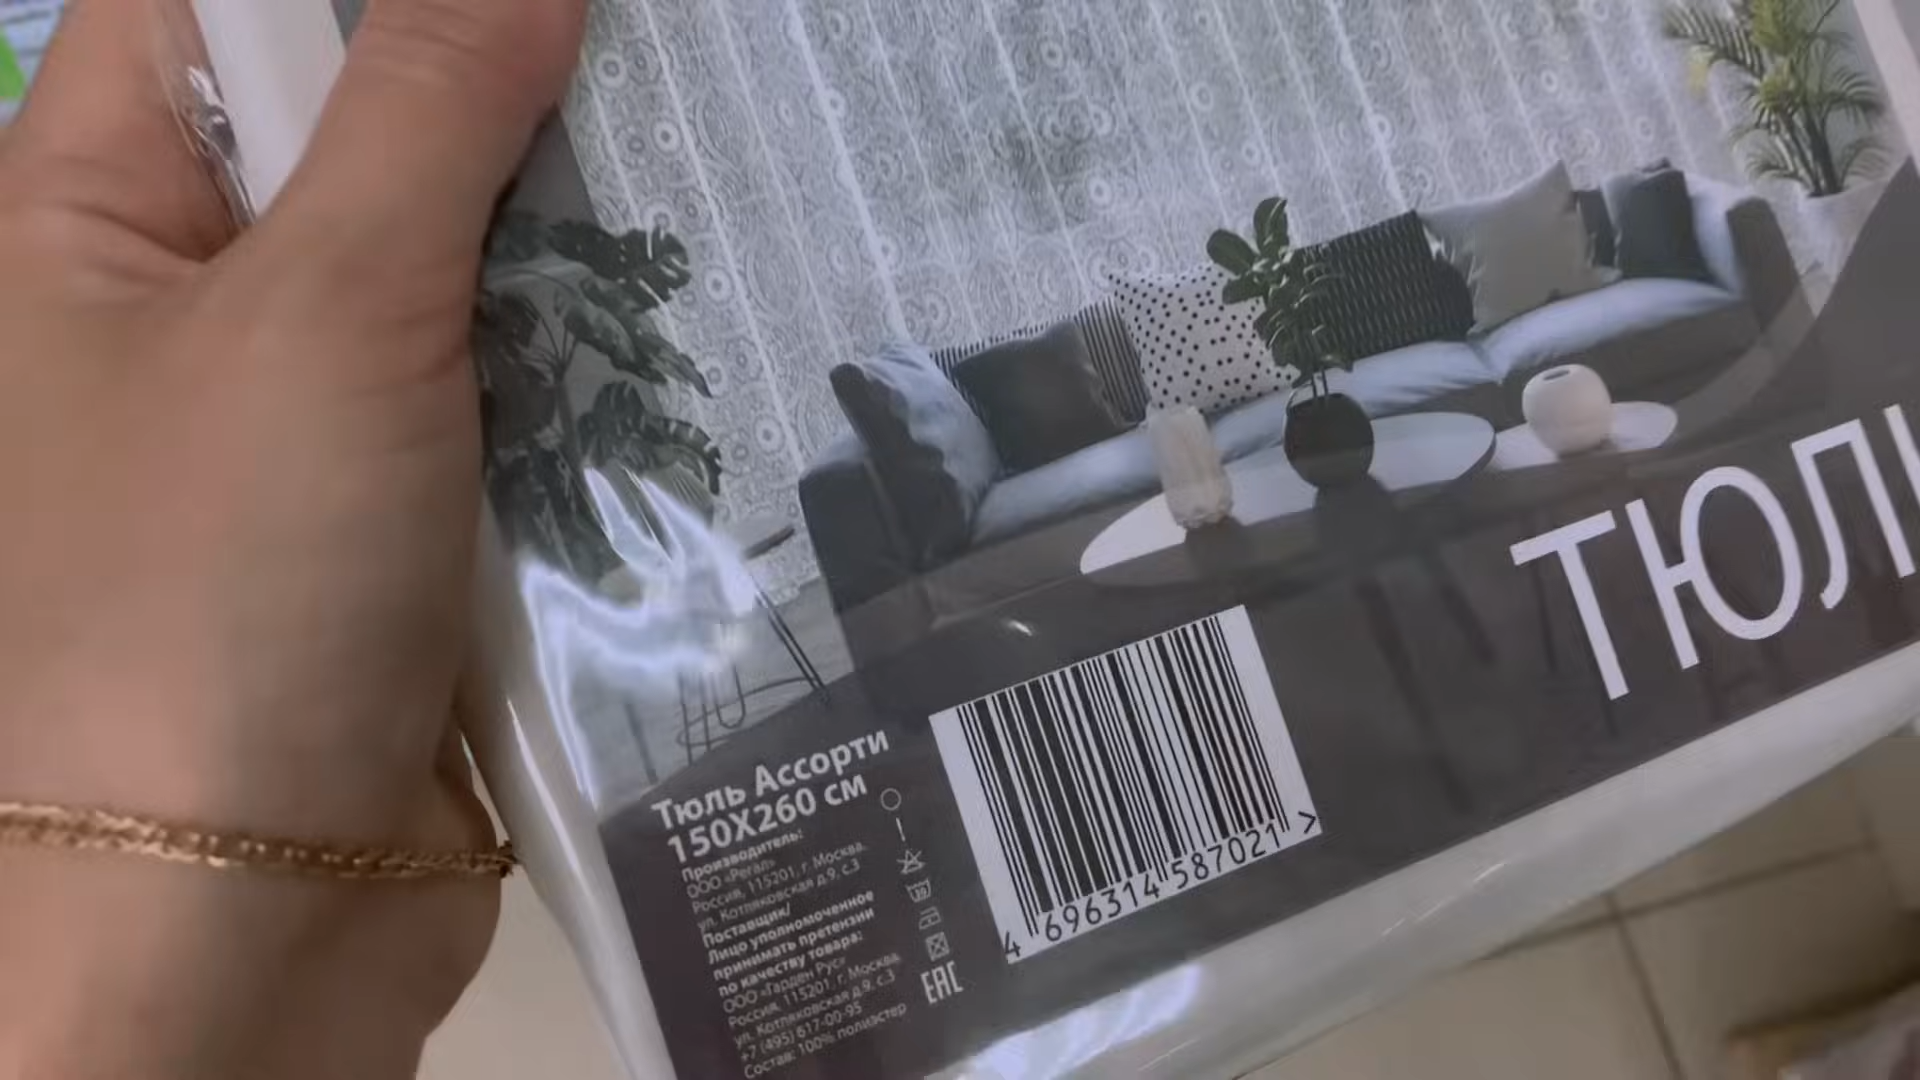 ТЮЛЬ
Тюль Ассорти
150X260 см
Производитель:
ООО «Регал»
Россия, 115201, г. Москва,
ул. Котляковская д.9, с.3
Поставщик/
Лицо уполномоченное
принимать претензии
по качеству товара:
ООО «Гарден Рус»
Россия, 115201, г. Москва
ул. Котляковская д.9, с.3
+7 (495) 617-00-95
Состав: 100% полиэстер
30
EAC
4 696314 587021 >